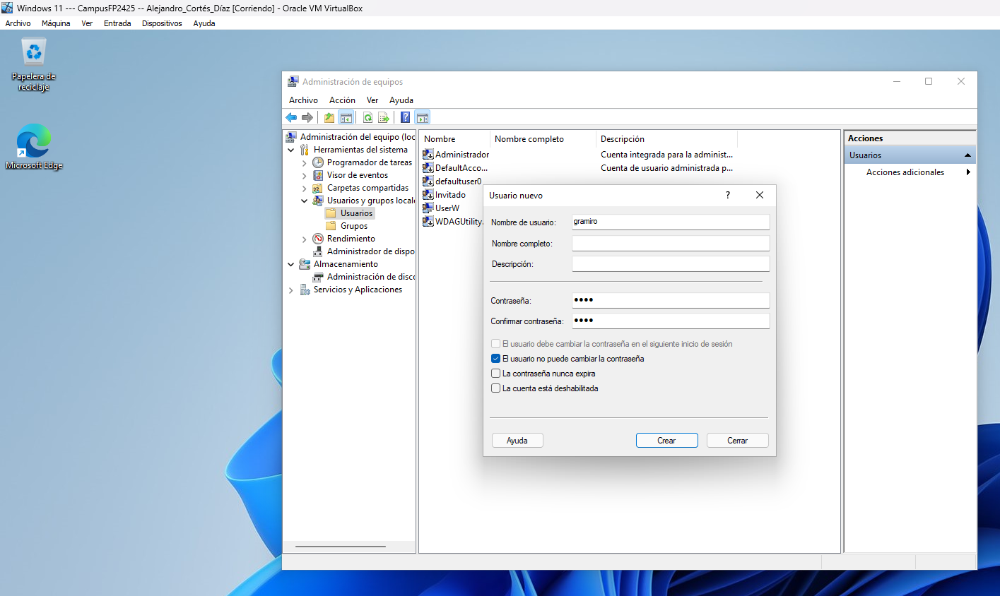 Windows 11 --- CampusFP2425 -- Alejandro_Cortés_Díaz [Corriendo] - Oracle VM VirtualBox
Archivo Máquina Ver Entrada Dispositivos Ayuda
Papelera de
reciclaje
Microsoft Edge
Administración de equipos
Archivo Acción Ver Ayuda
Administración del equipo (loc
Herramientas del sistema
Programador de tareas
Visor de eventos
Carpetas compartidas
Usuarios y grupos locale
Usuarios
Grupos
Rendimiento
Administrador de dispo
Almacenamiento
Administración de disco
Servicios y Aplicaciones
Nombre Nombre completo Descripción
Administrador Cuenta integrada para la administ...
DefaultAcco... Cuenta de usuario administrada p...
defaultuser0
Invitado
UserW
WDAGUtility.
Acciones
Usuarios
Acciones adicionales
Usuario nuevo ?
Nombre de usuario: gramiro
Nombre completo:
Descripción:
Contraseña: ••••
Confirmar contraseña: ••••
El usuario debe cambiar la contraseña en el siguiente inicio de sesión
El usuario no puede cambiar la contraseña
La contraseña nunca expira
La cuenta está deshabilitada
Ayuda Crear Cerrar